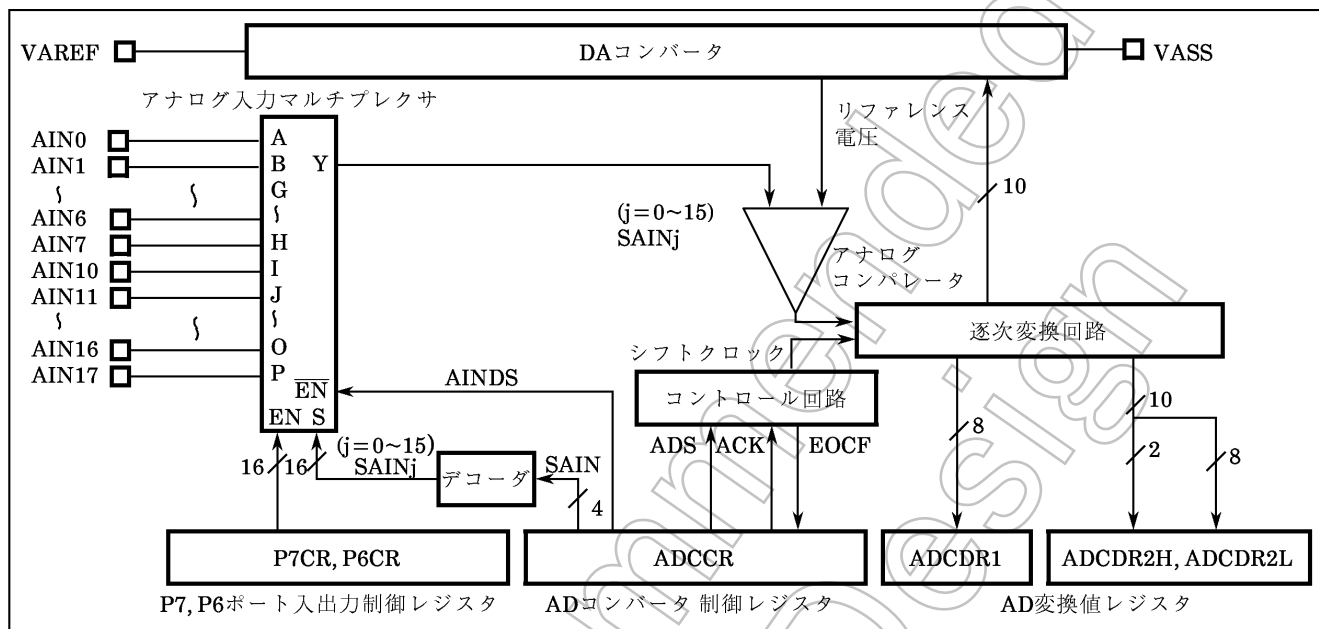 VAREF
DAコンバータ
VASS
アナログ入力マルチプレクサ
リファレンス
電圧
AIN0
AIN1
~
AIN6
AIN7
AIN10
AIN11
~
AIN16
AIN17
~
~
A
B
G
~
H
I
J
~
O
P
Y
EN
EN S
10
(j=0~15)
SAINj
アナログ
コンパレータ
逐次変換回路
シフトクロック
AINDS
コントロール回路
ADS
ACK
EOCF
8
10
2
8
16
16
(j=0~15)
SAINj
デコーダ
SAIN
4
P7CR, P6CR
ADCCR
ADCDR1
ADCDR2H, ADCDR2L
P7, P6ポート入出力制御レジスタ
ADコンバータ 制御レジスタ
AD変換値レジスタ
mmended
Design